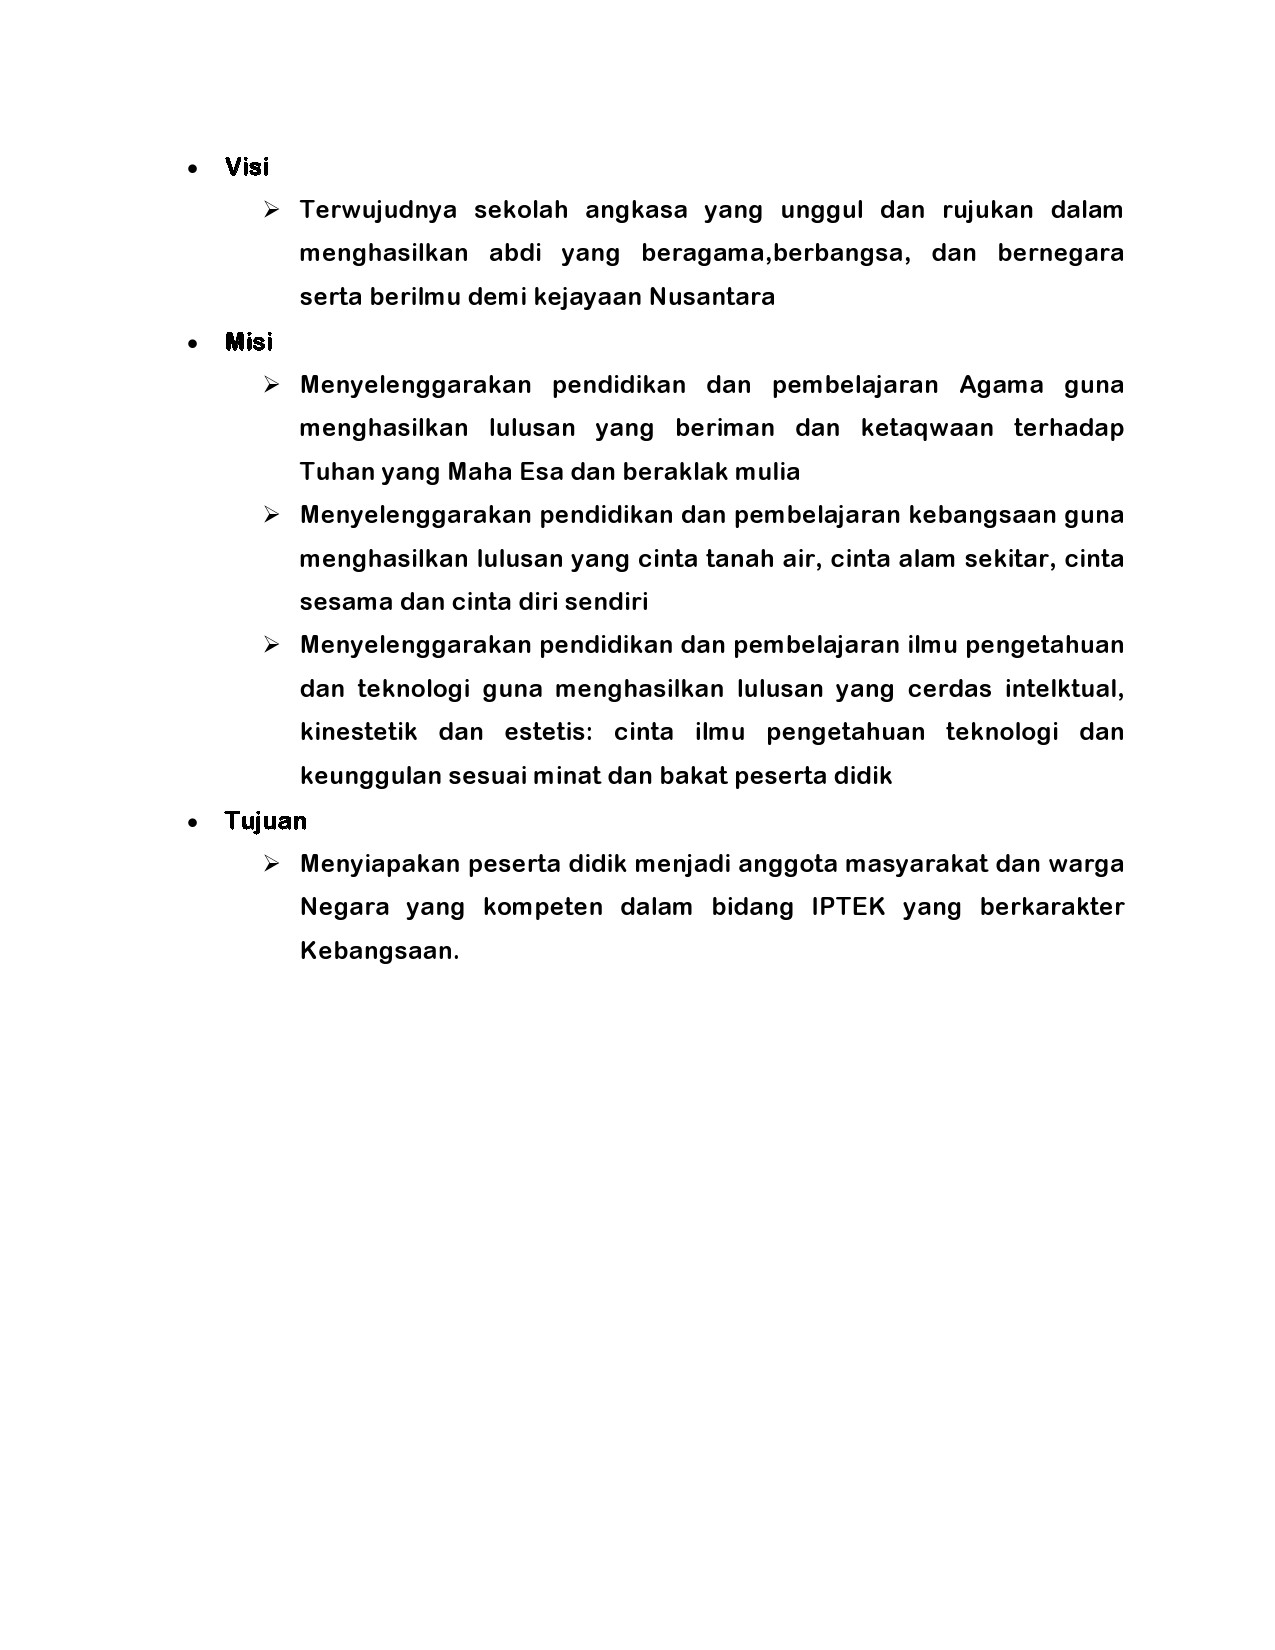 • Visi
➢ Terwujudnya sekolah angkasa yang unggul dan rujukan dalam
menghasilkan abdi yang beragama,berbangsa, dan bernegara
serta berilmu demi kejayaan Nusantara
• Misi
➢ Menyelenggarakan pendidikan dan pembelajaran Agama guna
menghasilkan lulusan yang beriman dan ketaqwaan terhadap
Tuhan yang Maha Esa dan beraklak mulia
➢ Menyelenggarakan pendidikan dan pembelajaran kebangsaan guna
menghasilkan lulusan yang cinta tanah air, cinta alam sekitar, cinta
sesama dan cinta diri sendiri
➢ Menyelenggarakan pendidikan dan pembelajaran ilmu pengetahuan
dan teknologi guna menghasilkan lulusan yang cerdas intelktual,
kinestetik dan estetis: cinta ilmu pengetahuan teknologi dan
keunggulan sesuai minat dan bakat peserta didik
• Tujuan
➢ Menyiapakan peserta didik menjadi anggota masyarakat dan warga
Negara yang kompeten dalam bidang IPTEK yang berkarakter
Kebangsaan.